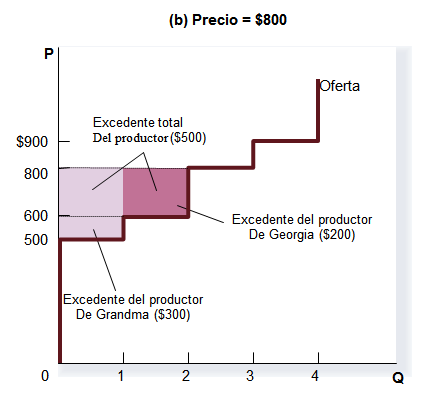 (b) Precio = $800
P
Oferta
Excedente total
Del productor ($500)
$900
800
600
500
Excedente del productor
De Georgia ($200)
Excedente del productor
De Grandma ($300)
0
1
2
3
4
Q